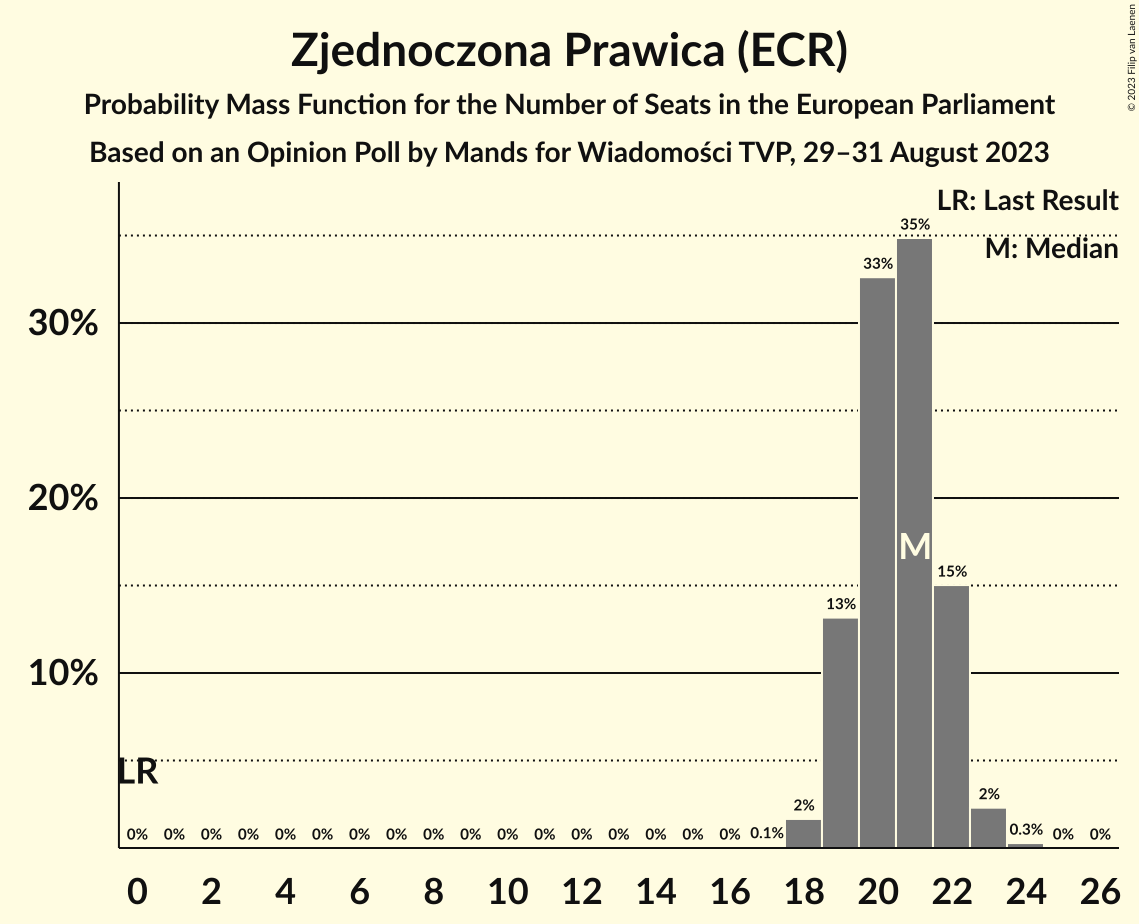 Zjednoczona Prawica (ECR)
Probability Mass Function for the Number of Seats in the European Parliament
Based on an Opinion Poll by Mands for Wiadomości TVP, 29–31 August 2023
© 2023 Filip van Laenen
LR: Last Result
M: Median
30%
20%
10%
LR
M
0% 0% 0% 0% 0% 0% 0% 0% 0% 0% 0% 0% 0% 0% 0% 0% 0% 0.1% 2% 13% 33% 35% 15% 2% 0.3% 0% 0%
0 2 4 6 8 10 12 14 16 18 20 22 24 26